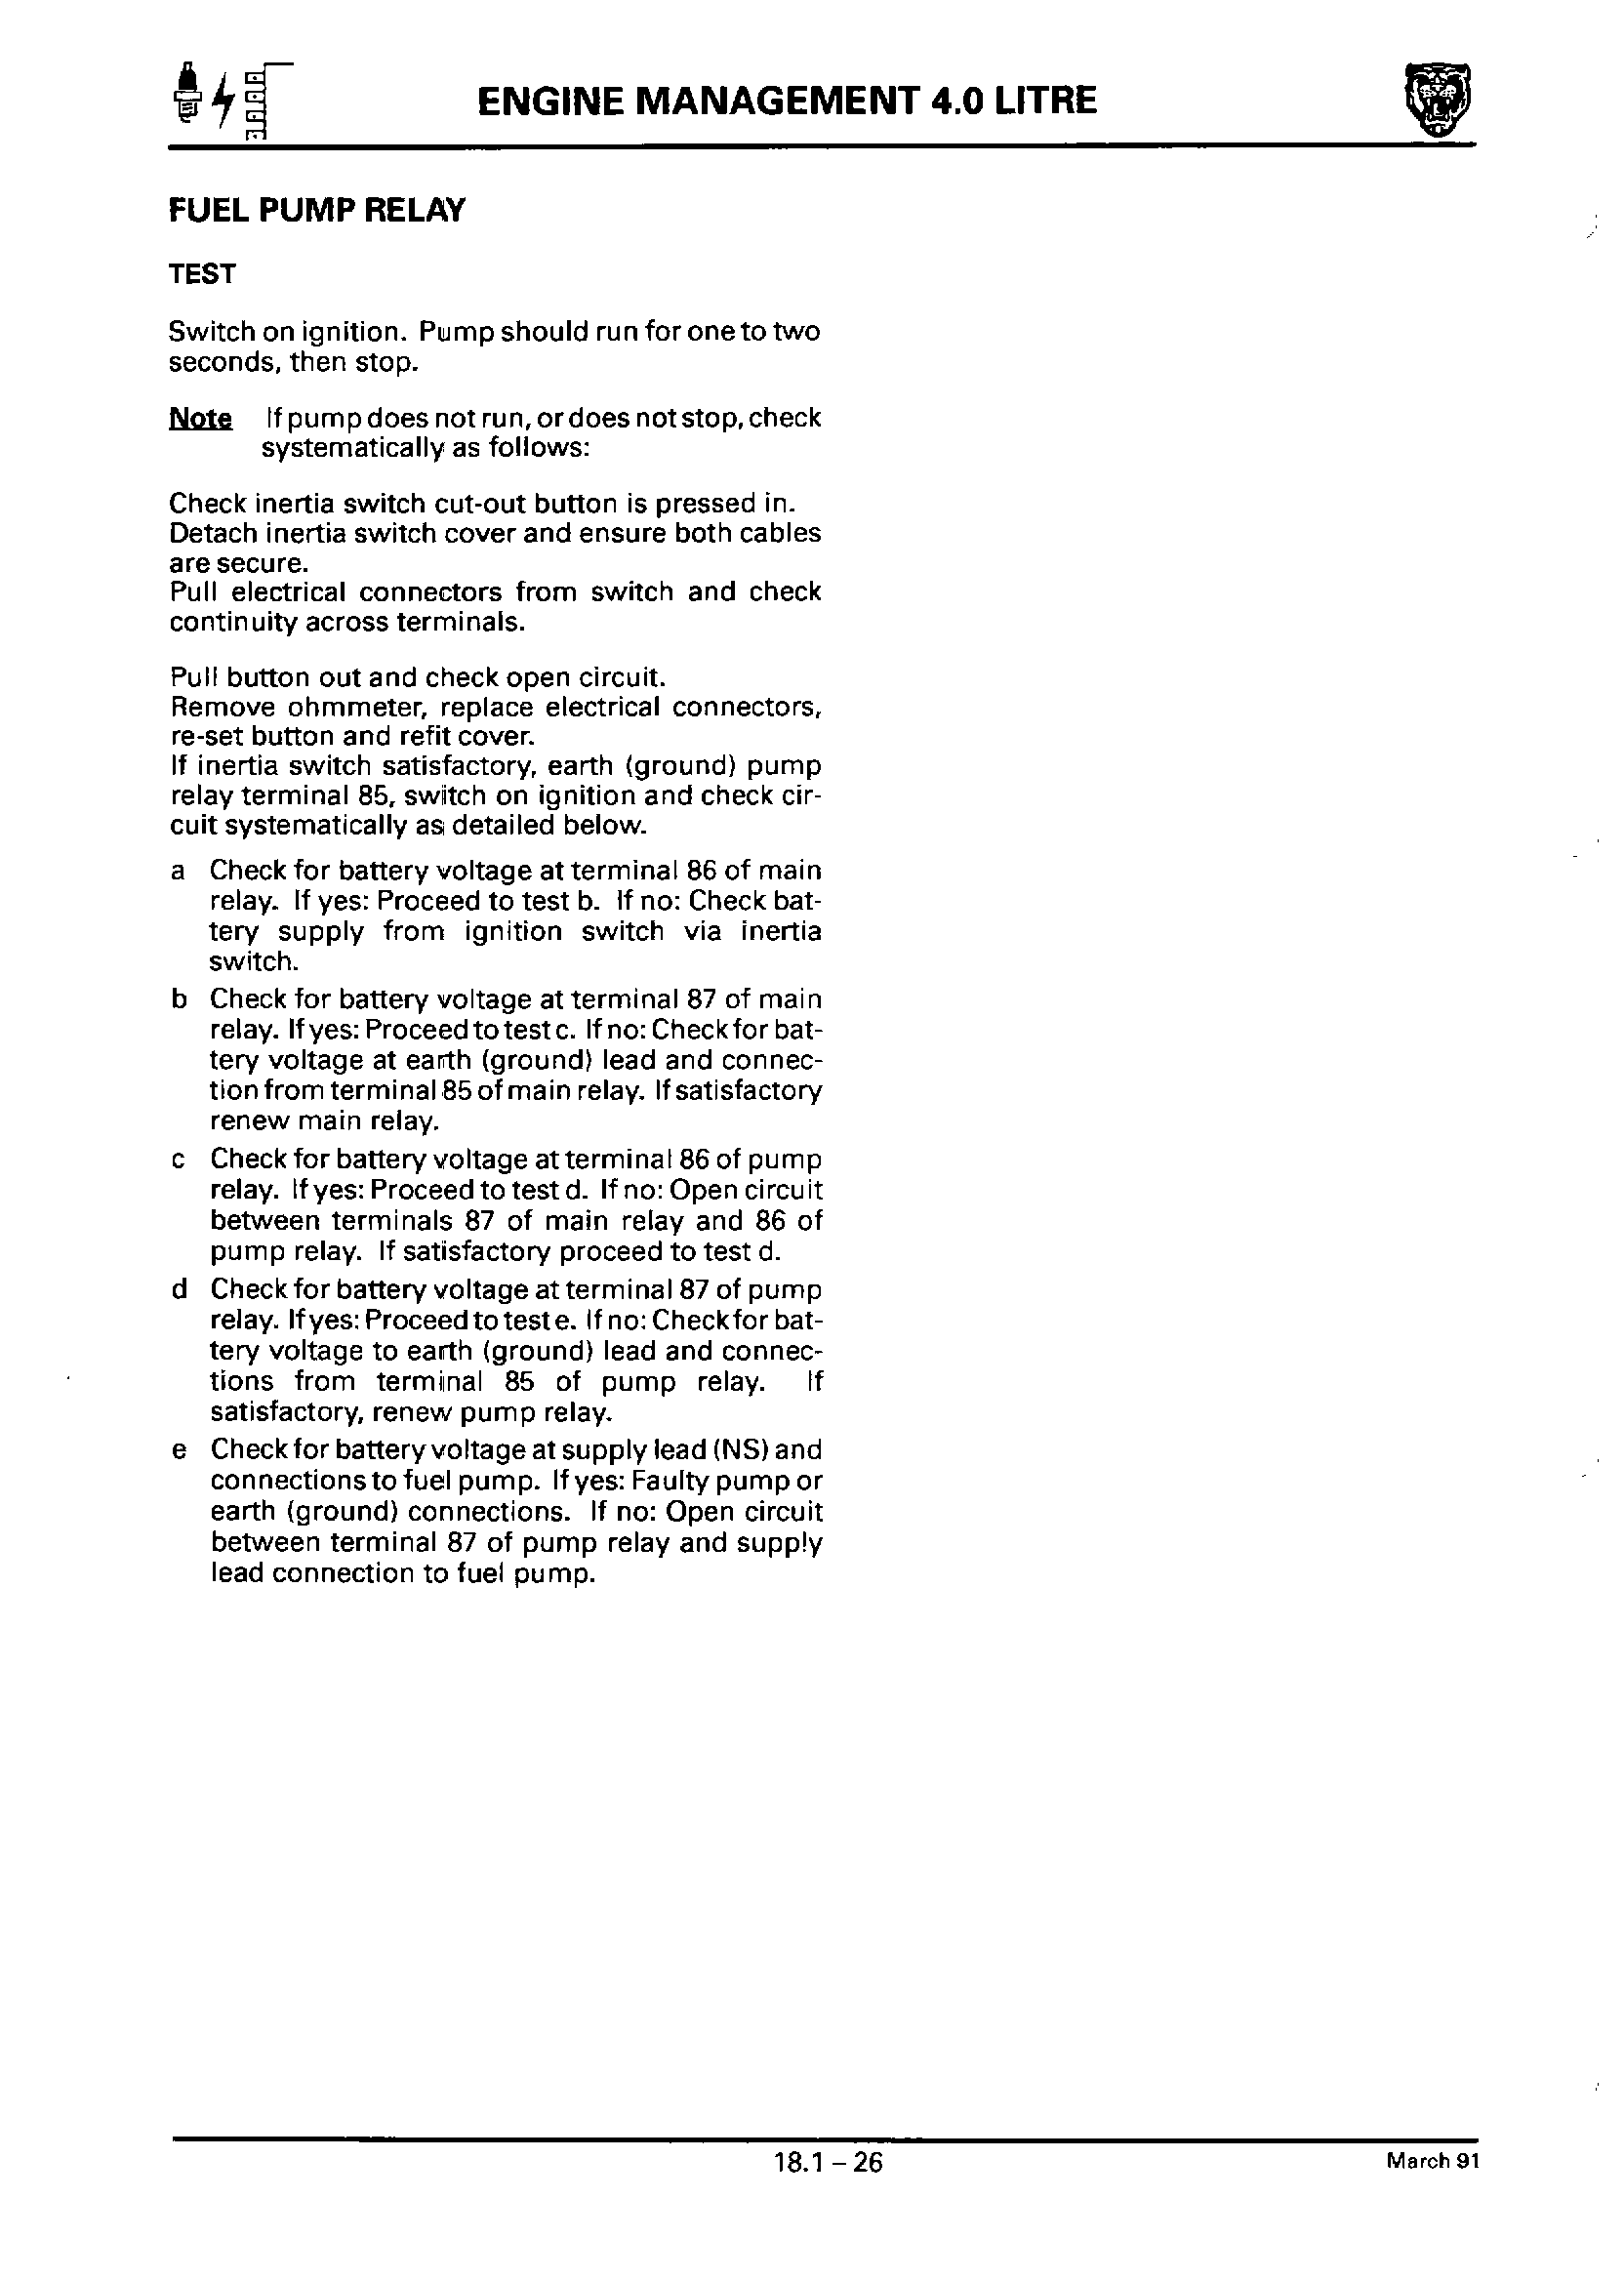 ENGINE MANAGEMENT 4.0 LITRE
FUEL PUMP RELAY
TEST
Switch on ignition. Pump should run for one to two
seconds, then stop.
Note If pump does not run, or does not stop, check
systematically as follows:
Check inertia switch cut-out button is pressed in.
Detach inertia switch cover and ensure both cables
are secure.
Pull electrical connectors from switch and check
continuity across terminals.
Pull button out and check open circuit.
Remove ohmmeter, replace electrical connectors,
re-set button and refit cover.
If inertia switch satisfactory, earth (ground) pump
relay terminal 85, switch on ignition and check cir-
cuit systematically as detailed below.
a Check for battery voltage at terminal 86 of main
relay. If yes: Proceed to test b. If no: Check bat-
tery supply from ignition switch via inertia
switch.
b Check for battery voltage at terminal 87 of main
relay. If yes: Proceed to test c. If no: Check for bat-
tery voltage at earth (ground) lead and connec-
tion from terminal 85 of main relay. If satisfactory
renew main relay.
c Check for battery voltage at terminal 86 of pump
relay. If yes: Proceed to test d. If no: Open circuit
between terminals 87 of main relay and 86 of
pump relay. If satisfactory proceed to test d.
d Check for battery voltage at terminal 87 of pump
relay. If yes: Proceed to test e. If no: Check for bat-
tery voltage to earth (ground) lead and connec-
tions from terminal 85 of pump relay. If
satisfactory, renew pump relay.
e Check for battery voltage at supply lead (NS) and
connections to fuel pump. If yes: Faulty pump or
earth (ground) connections. If no: Open circuit
between terminal 87 of pump relay and supply
lead connection to fuel pump.
18.1 – 26
March 91